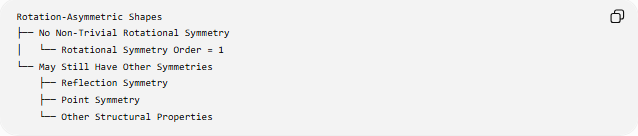 Rotation-Asymmetric Shapes
├── No Non-Trivial Rotational Symmetry
│   └── Rotational Symmetry Order = 1
└── May Still Have Other Symmetries
    ├── Reflection Symmetry
    ├── Point Symmetry
    └── Other Structural Properties